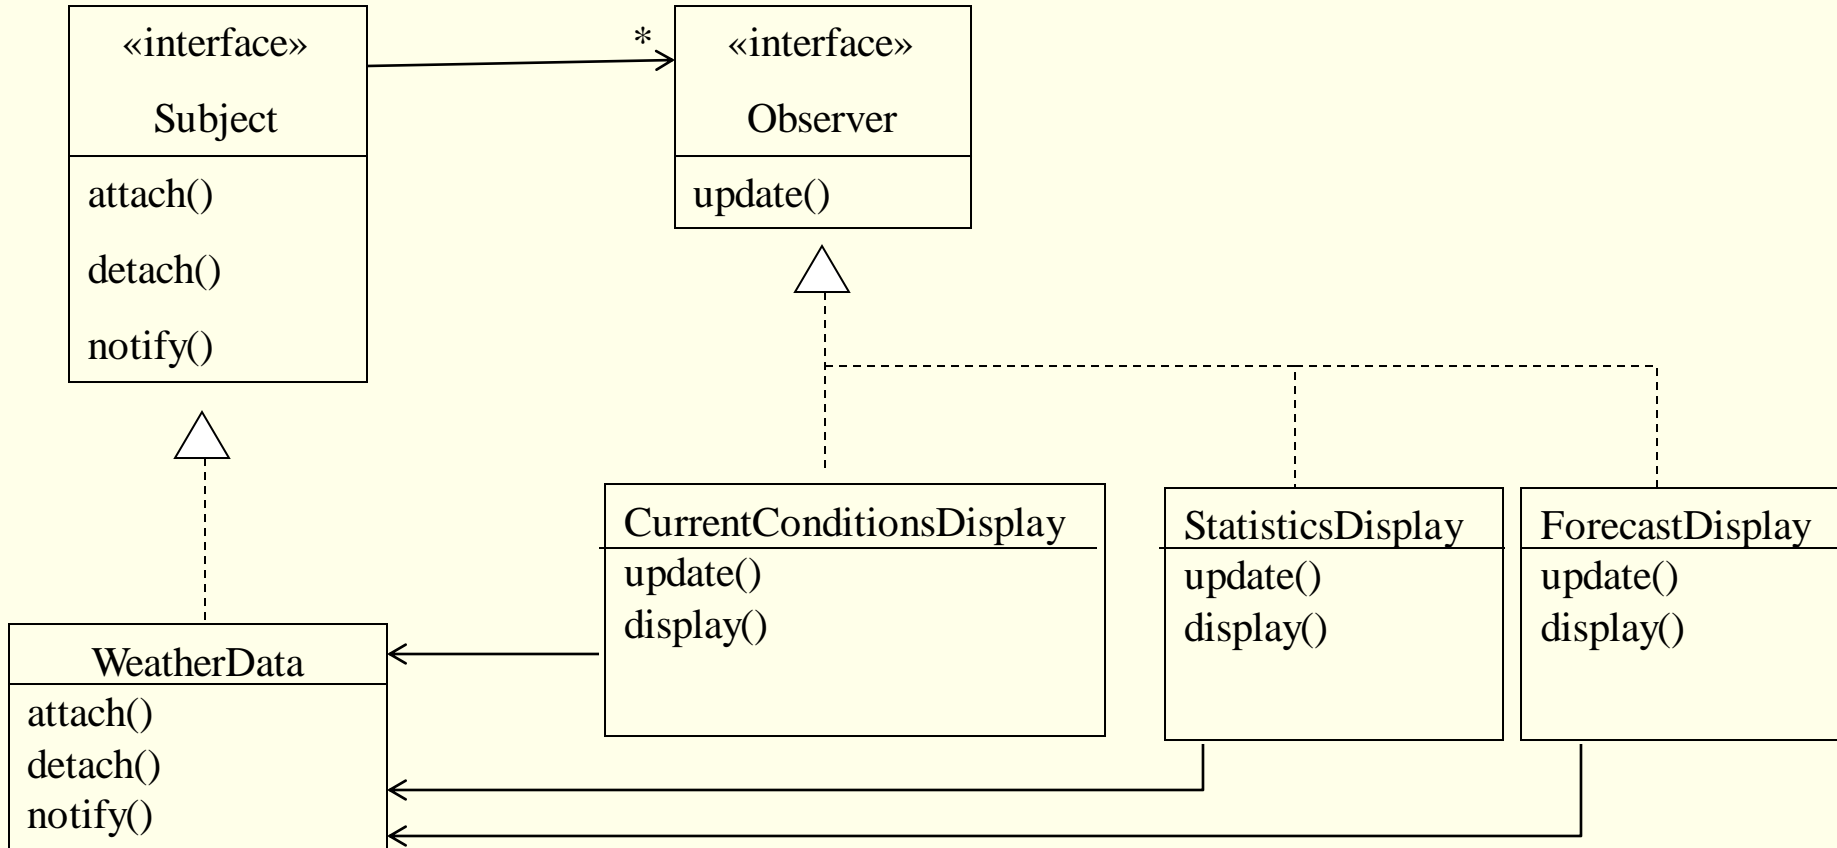 «interface»
Subject
attach()
detach()
notify()
*
«interface»
Observer
update()
CurrentConditionsDisplay
update()
display()
StatisticsDisplay
update()
display()
ForecastDisplay
update()
display()
WeatherData
attach()
detach()
notify()